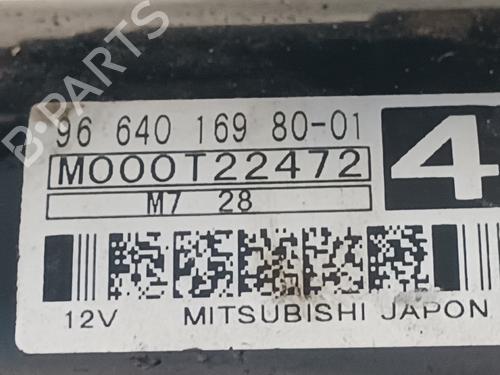 B-PARTS
96 640 169 80-01
M000T22472
4
M7 28
12V MITSUBISHI JAPON